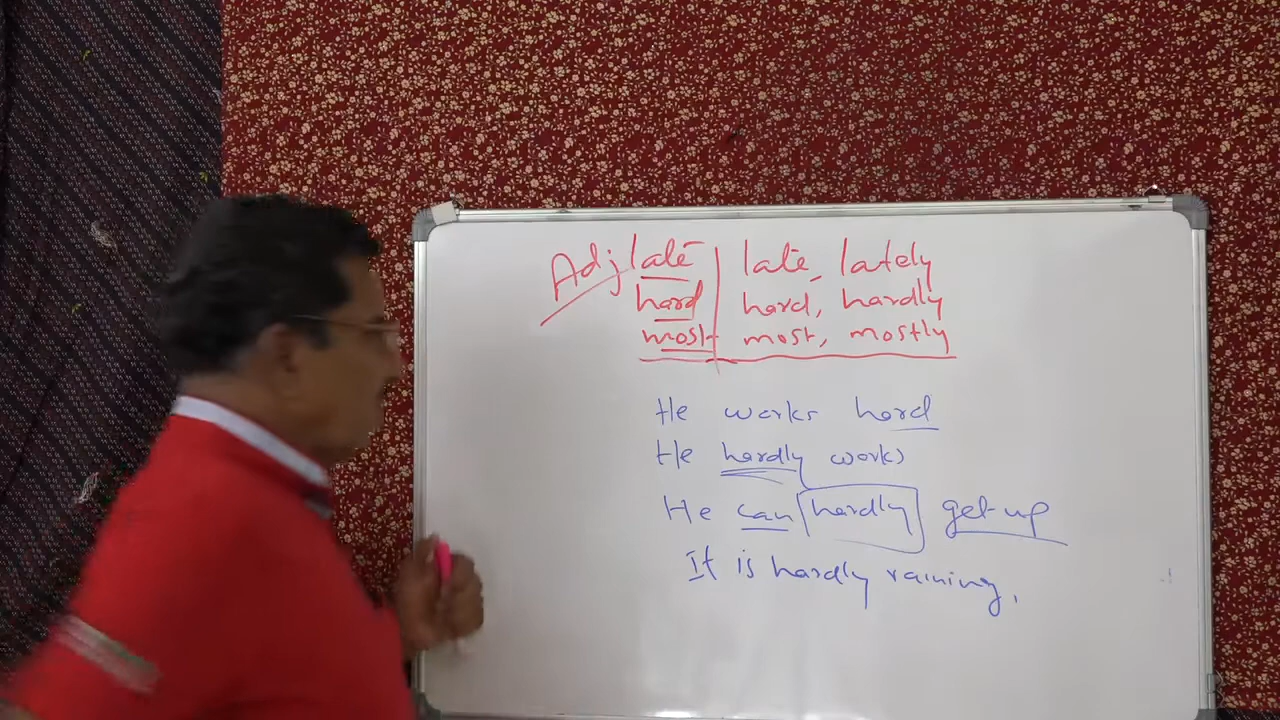 Adj late | late, lately
hard | hard, hardly
most | most, mostly
He works hard
He hardly works
He can hardly get-up
It is hardly raining.